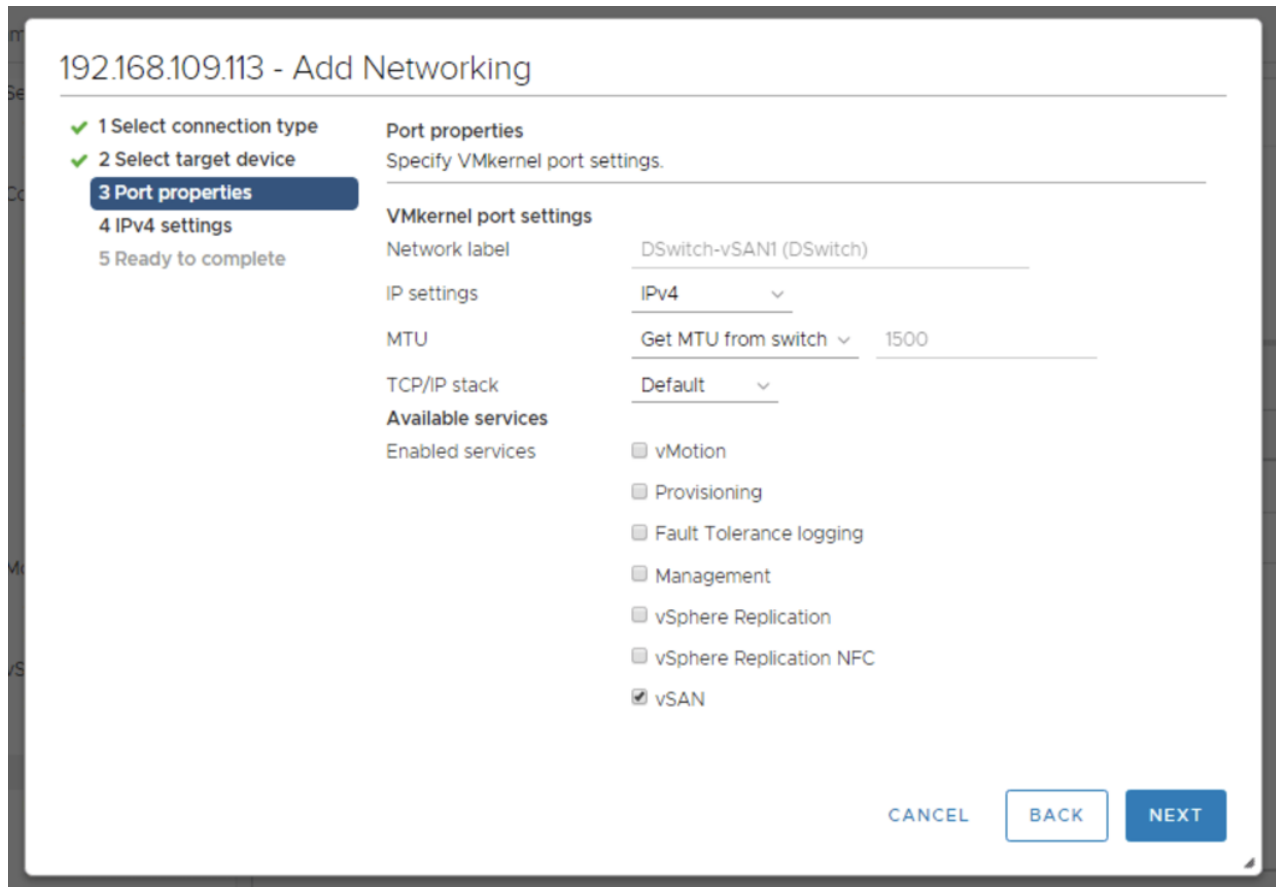 192.168.109.113 - Add Networking
1 Select connection type
2 Select target device
3 Port properties
4 IPv4 settings
5 Ready to complete
Port properties
Specify VMkernel port settings.
VMkernel port settings
Network label DSwitch-vSAN1 (DSwitch)
IP settings IPv4
MTU Get MTU from switch 1500
TCP/IP stack Default
Available services
Enabled services vMotion
Provisioning
Fault Tolerance logging
Management
vSphere Replication
vSphere Replication NFC
vSAN
CANCEL BACK NEXT